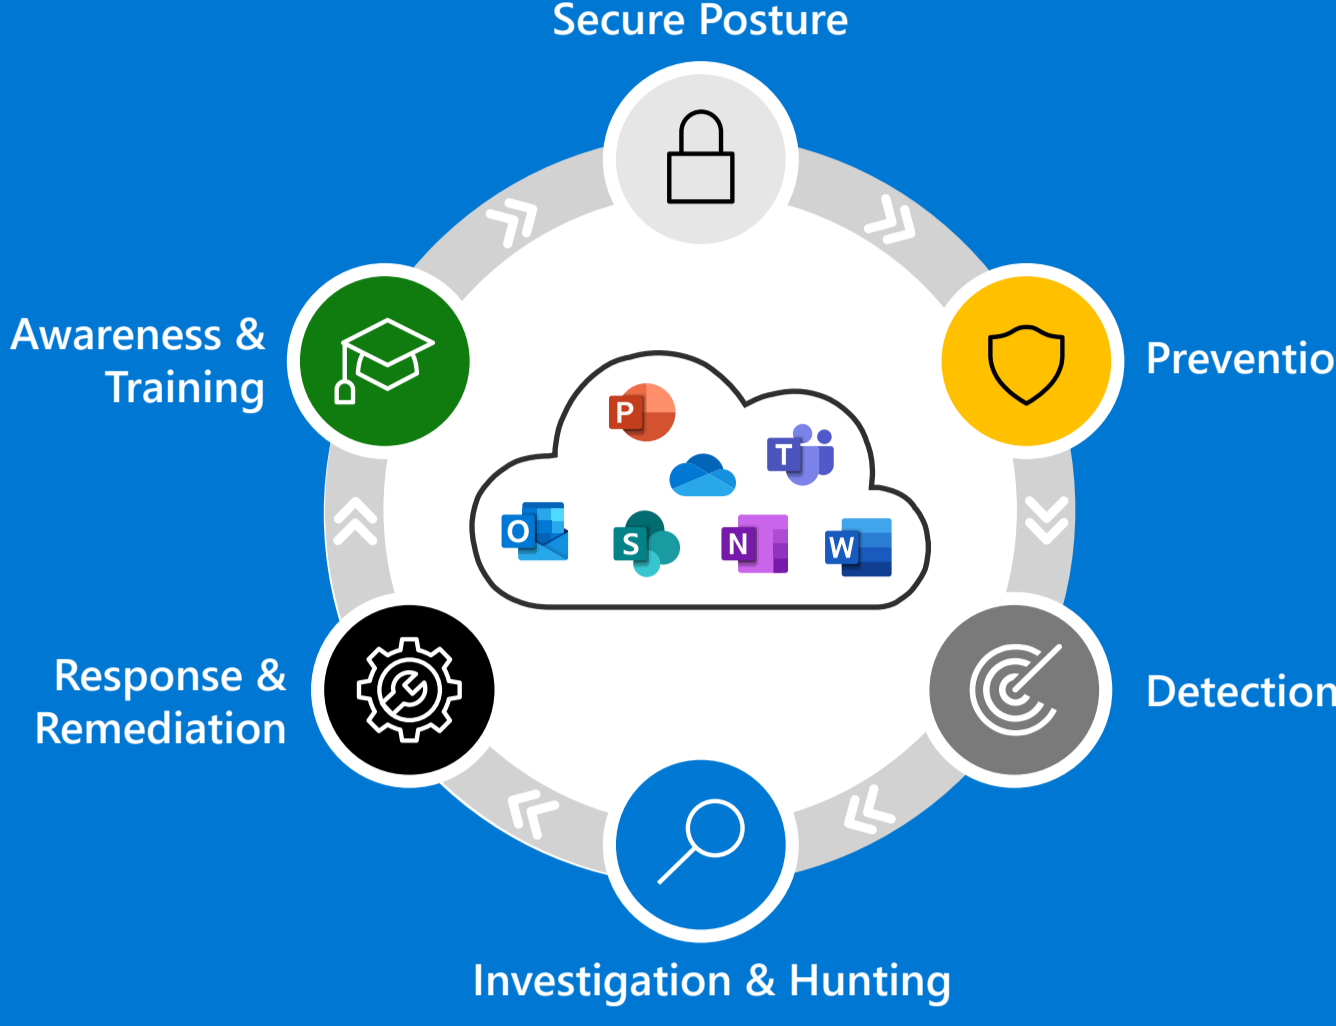 Secure Posture
Awareness &
Training
Preventio
P
T
O
S
N
W
Response &
Remediation
Detection
Investigation & Hunting